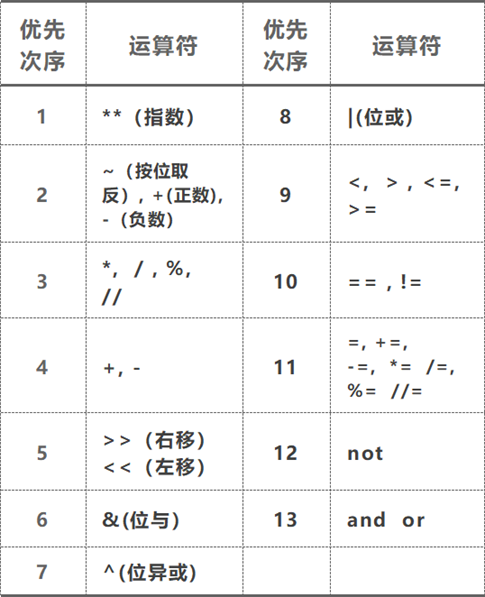 优先
次序
运算符
优先
次序
运算符
1
**（指数）
8
|(位或)
2
~（按位取
反）, +(正数),
-（负数）
9
<, > , <=,
>=
3
*, / , %,
//
10
== , !=
4
+, -
11
=, +=,
-=, *= /=,
%= //=
5
>>（右移）
<<（左移）
12
not
6
&(位与)
13
and or
7
^(位异或)